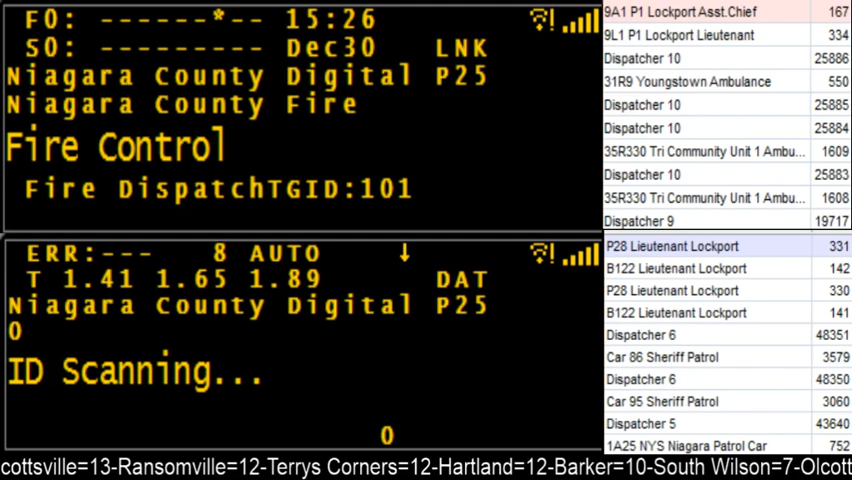 F0: ------*-- 15:26
S0: --------- Dec30 LNK
Niagara County Digital P25
Niagara County Fire
Fire Control
Fire DispatchTGID:101
ERR:--- 8 AUTO ↓
T 1.41 1.65 1.89 DAT
Niagara County Digital P25
0
ID Scanning...
0
9A1 P1 Lockport Asst.Chief 167
9L1 P1 Lockport Lieutenant 334
Dispatcher 10 25886
31R9 Youngstown Ambulance 550
Dispatcher 10 25885
Dispatcher 10 25884
35R330 Tri Community Unit 1 Ambu... 1609
Dispatcher 10 25883
35R330 Tri Community Unit 1 Ambu... 1608
Dispatcher 9 19717
P28 Lieutenant Lockport 331
B122 Lieutenant Lockport 142
P28 Lieutenant Lockport 330
B122 Lieutenant Lockport 141
Dispatcher 6 48351
Car 86 Sheriff Patrol 3579
Dispatcher 6 48350
Car 95 Sheriff Patrol 3060
Dispatcher 5 43640
1A25 NYS Niagara Patrol Car 752
cottsville=13-Ransomville=12-Terrys Corners=12-Hartland=12-Barker=10-South Wilson=7-Olcott